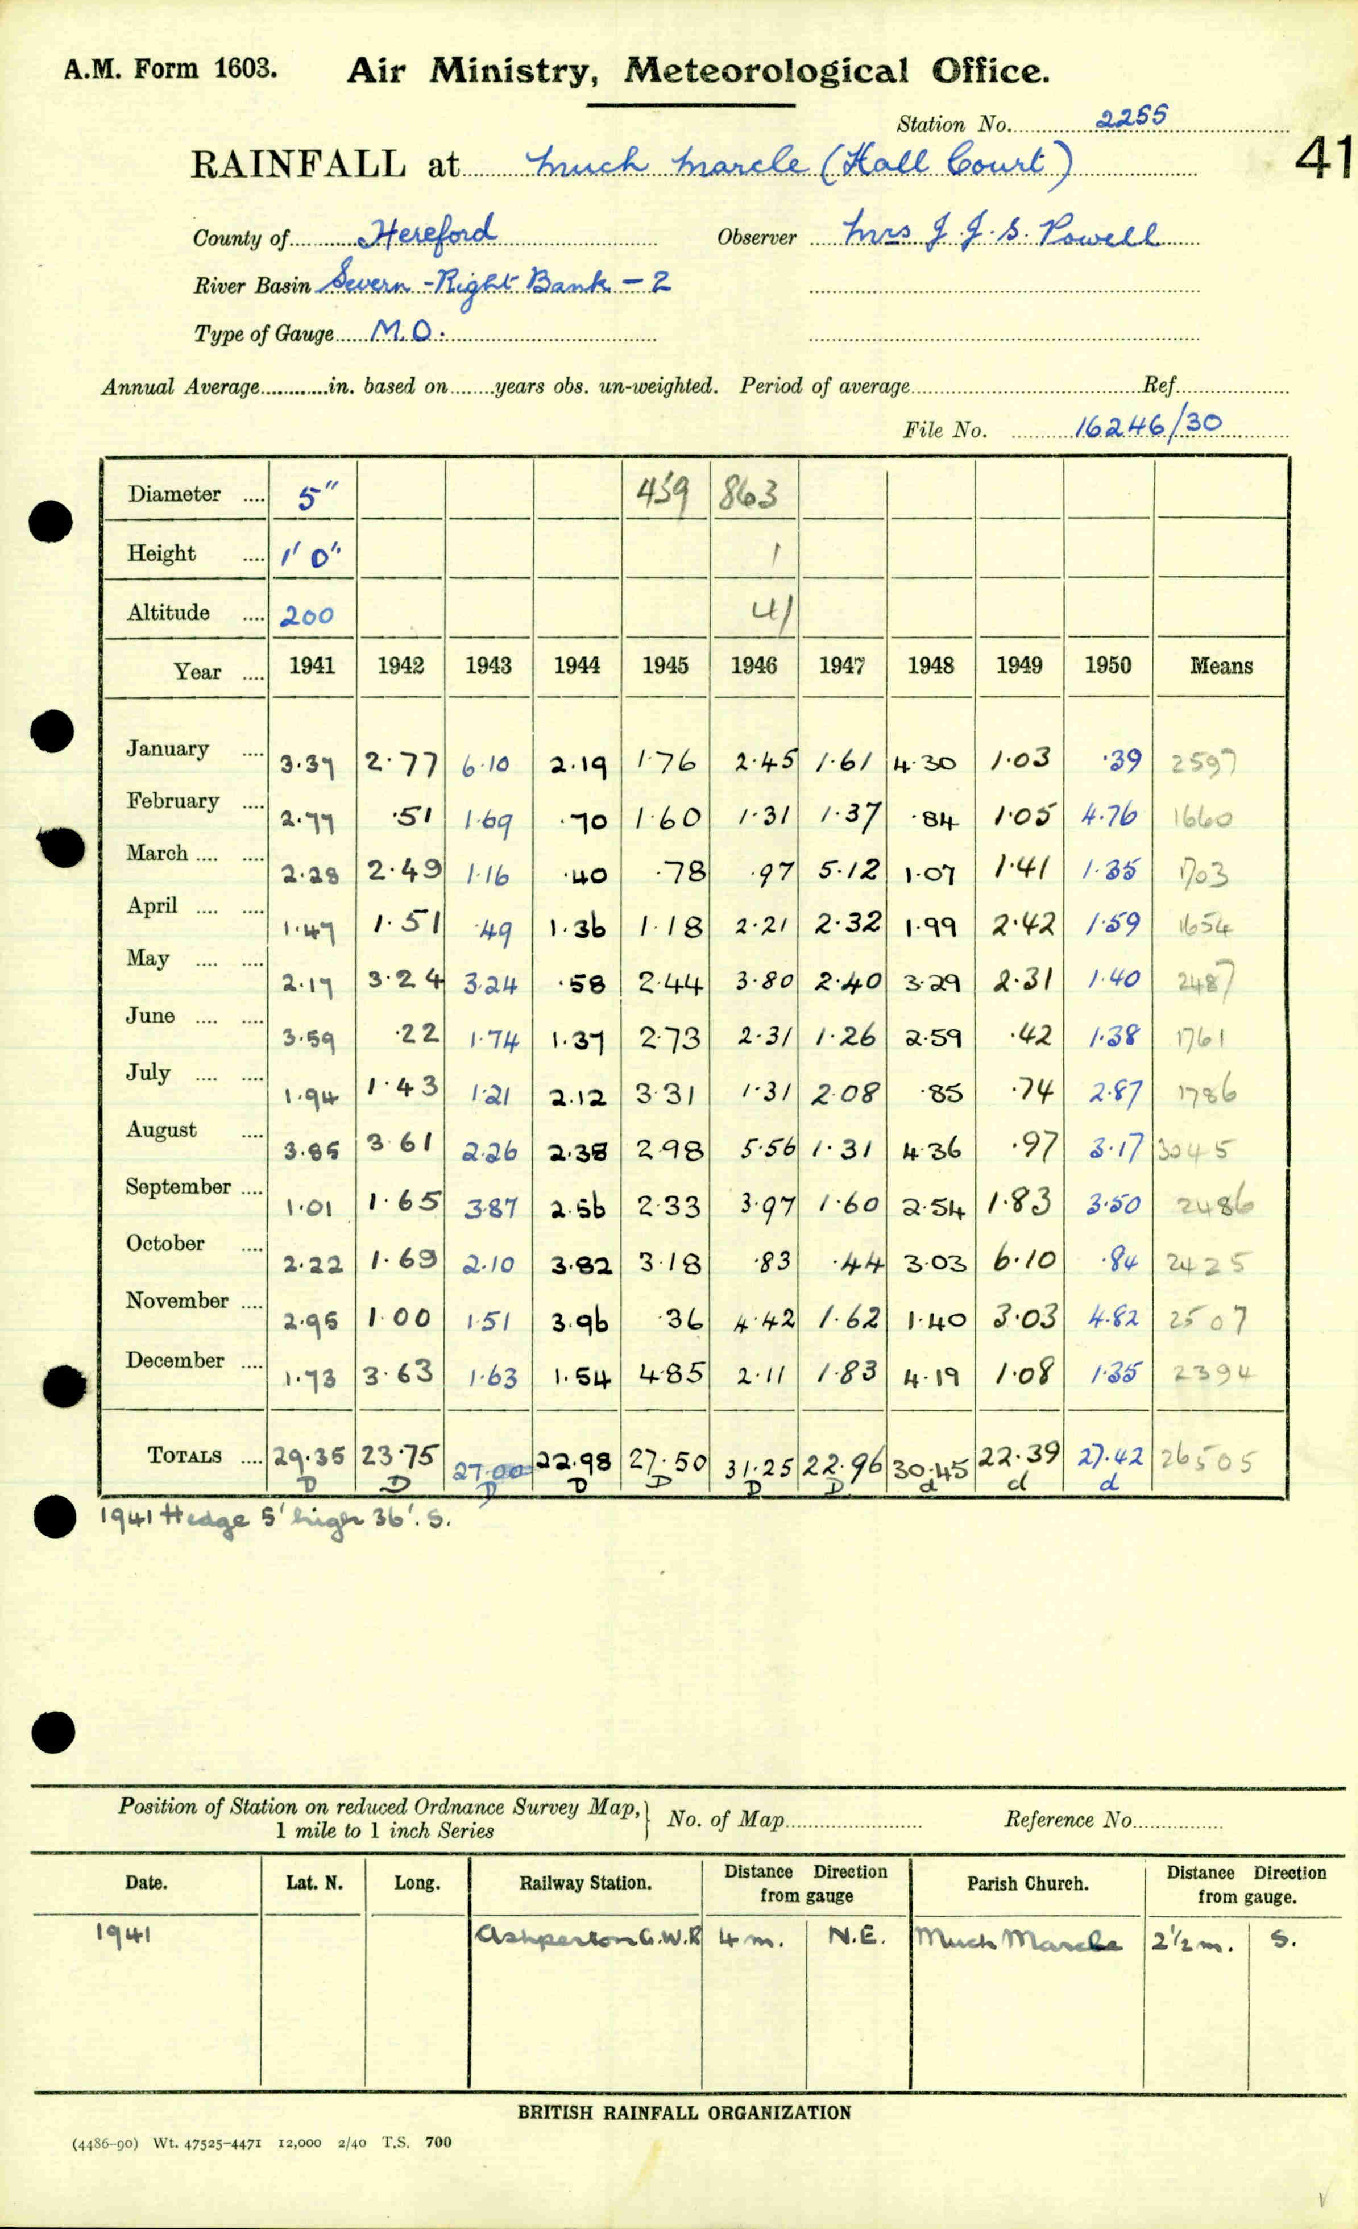 A.M. Form 1603. Air Ministry, Meteorological Office.
Station No. 2255
RAINFALL at Much Marcle (Hall Court) 41
County of Hereford Observer Mrs J. J. S. Powell
River Basin Severn - Right Bank - 2
Type of Gauge M.O.
Annual Average in. based on years obs. un-weighted. Period of average Ref.
File No. 16246/30
Diameter 5" 459 863
Height 1' 0" 1
Altitude 200 41
Year 1941 1942 1943 1944 1945 1946 1947 1948 1949 1950 Means
January 3.37 2.77 6.10 2.19 1.76 2.45 1.61 4.30 1.03 .39 2597
February 2.77 .51 1.69 .70 1.60 1.31 1.37 .84 1.05 4.76 1660
March 2.28 2.49 1.16 .40 .78 .97 5.12 1.07 1.41 1.35 1703
April 1.47 1.51 .49 1.36 1.18 2.21 2.32 1.99 2.42 1.59 1654
May 2.17 3.24 3.24 .58 2.44 3.80 2.40 3.29 2.31 1.40 2487
June 3.59 .22 1.74 1.37 2.73 2.31 1.26 2.59 .42 1.38 1761
July 1.94 1.43 1.21 2.12 3.31 1.31 2.08 .85 .74 2.87 1786
August 3.85 3.61 2.26 2.38 2.98 5.56 1.31 4.36 .97 3.17 3045
September 1.01 1.65 3.87 2.56 2.33 3.97 1.60 2.54 1.83 3.50 2486
October 2.22 1.69 2.10 3.82 3.18 .83 .44 3.03 6.10 .84 2425
November 2.95 1.00 1.51 3.96 .36 4.42 1.62 1.40 3.03 4.82 2507
December 1.73 3.63 1.63 1.54 4.85 2.11 1.83 4.19 1.08 1.35 2394
TOTALS 29.35 23.75 27.00 22.98 27.50 31.25 22.96 30.45 22.39 27.42 26505
D D D D D D D d d d
1941 Hedge 5' high 36'. S.
Position of Station on reduced Ordnance Survey Map, 1 mile to 1 inch Series } No. of Map Reference No.
Date. Lat. N. Long. Railway Station. Distance Direction from gauge Parish Church. Distance Direction from gauge.
1941 Ashperton G.W.R 4 m. N.E. Much Marcle 2½ m. S.
BRITISH RAINFALL ORGANIZATION
(4486-90) Wt. 47525-4471 12,000 2/40 T.S. 700